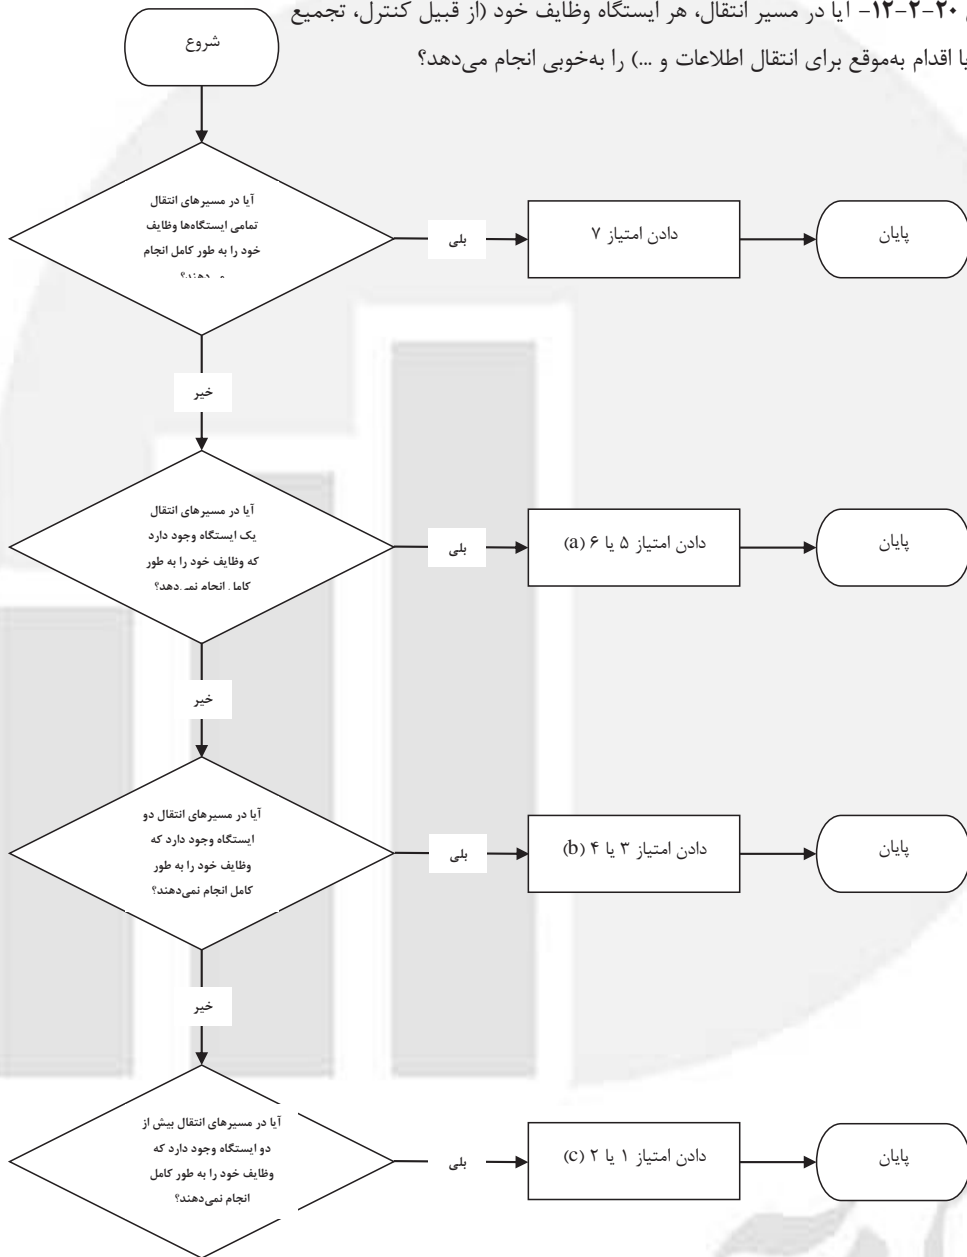 ۲۰-۲-۱۲- آیا در مسیر انتقال، هر ایستگاه وظایف خود (از قبیل کنترل، تجمیع
اقدام به‌موقع برای انتقال اطلاعات و ...) را به‌خوبی انجام می‌دهد؟
شروع
آیا در مسیرهای انتقال
تمامی ایستگاه‌ها وظایف
خود را به طور کامل انجام
می‌دهند؟
بلی
دادن امتیاز ۷
پایان
خیر
آیا در مسیرهای انتقال
یک ایستگاه وجود دارد
که وظایف خود را به طور
کامل انجام نمی‌دهد؟
بلی
دادن امتیاز ۵ یا ۶ (a)
پایان
خیر
آیا در مسیرهای انتقال دو
ایستگاه وجود دارد که
وظایف خود را به طور
کامل انجام نمی‌دهند؟
بلی
دادن امتیاز ۳ یا ۴ (b)
پایان
خیر
آیا در مسیرهای انتقال بیش از
دو ایستگاه وجود دارد که
وظایف خود را به طور کامل
انجام نمی‌دهند؟
بلی
دادن امتیاز ۱ یا ۲ (c)
پایان